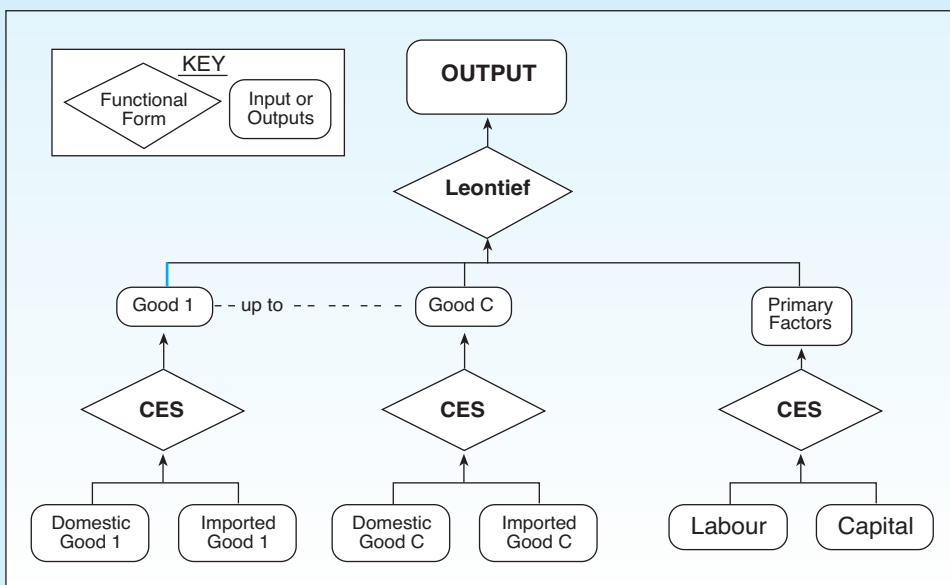 KEY
Functional
Form
Input or
Outputs
OUTPUT
Leontief
Good 1
up to
Good C
Primary
Factors
CES
CES
CES
Domestic
Good 1
Imported
Good 1
Domestic
Good C
Imported
Good C
Labour
Capital